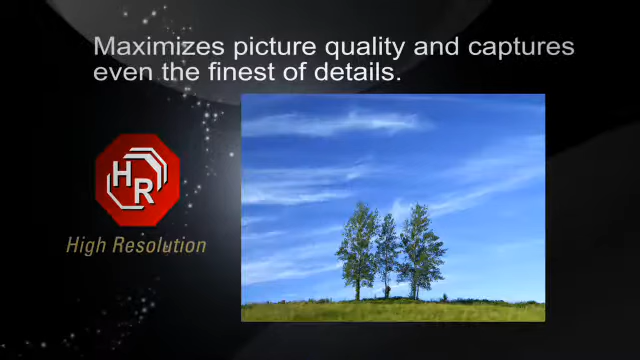 Maximizes picture quality and captures
even the finest of details.
HR
High Resolution